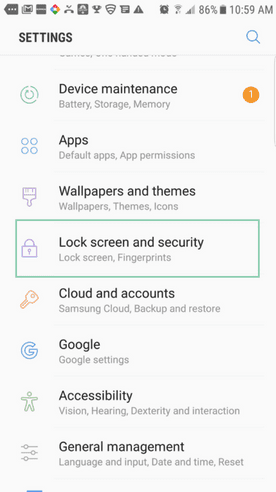 86% 10:59 AM
SETTINGS
Device maintenance
Battery, Storage, Memory
1
Apps
Default apps, App permissions
Wallpapers and themes
Wallpapers, Themes, Icons
Lock screen and security
Lock screen, Fingerprints
Cloud and accounts
Samsung Cloud, Backup and restore
Google
Google settings
Accessibility
Vision, Hearing, Dexterity and interaction
General management
Language and input, Date and time, Reset